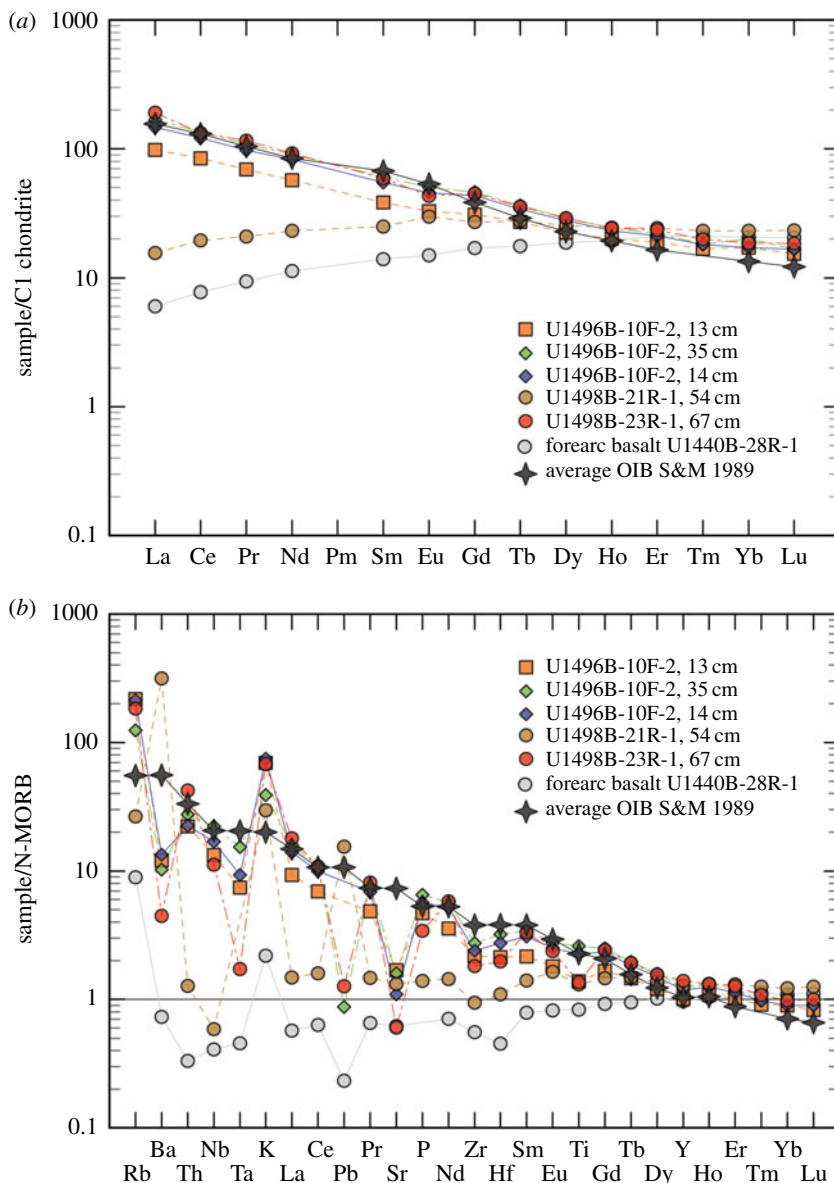 (a)
1000
100
10
1
0.1
sample/C1 chondrite
U1496B-10F-2, 13 cm
U1496B-10F-2, 35 cm
U1496B-10F-2, 14 cm
U1498B-21R-1, 54 cm
U1498B-23R-1, 67 cm
forearc basalt U1440B-28R-1
average OIB S&M 1989
La Ce Pr Nd Pm Sm Eu Gd Tb Dy Ho Er Tm Yb Lu
(b)
1000
100
10
1
0.1
sample/N-MORB
U1496B-10F-2, 13 cm
U1496B-10F-2, 35 cm
U1496B-10F-2, 14 cm
U1498B-21R-1, 54 cm
U1498B-23R-1, 67 cm
forearc basalt U1440B-28R-1
average OIB S&M 1989
Ba Nb K Ce Pr P Zr Sm Ti Tb Y Er Yb
Rb Th Ta La Pb Sr Nd Hf Eu Gd Dy Ho Tm Lu